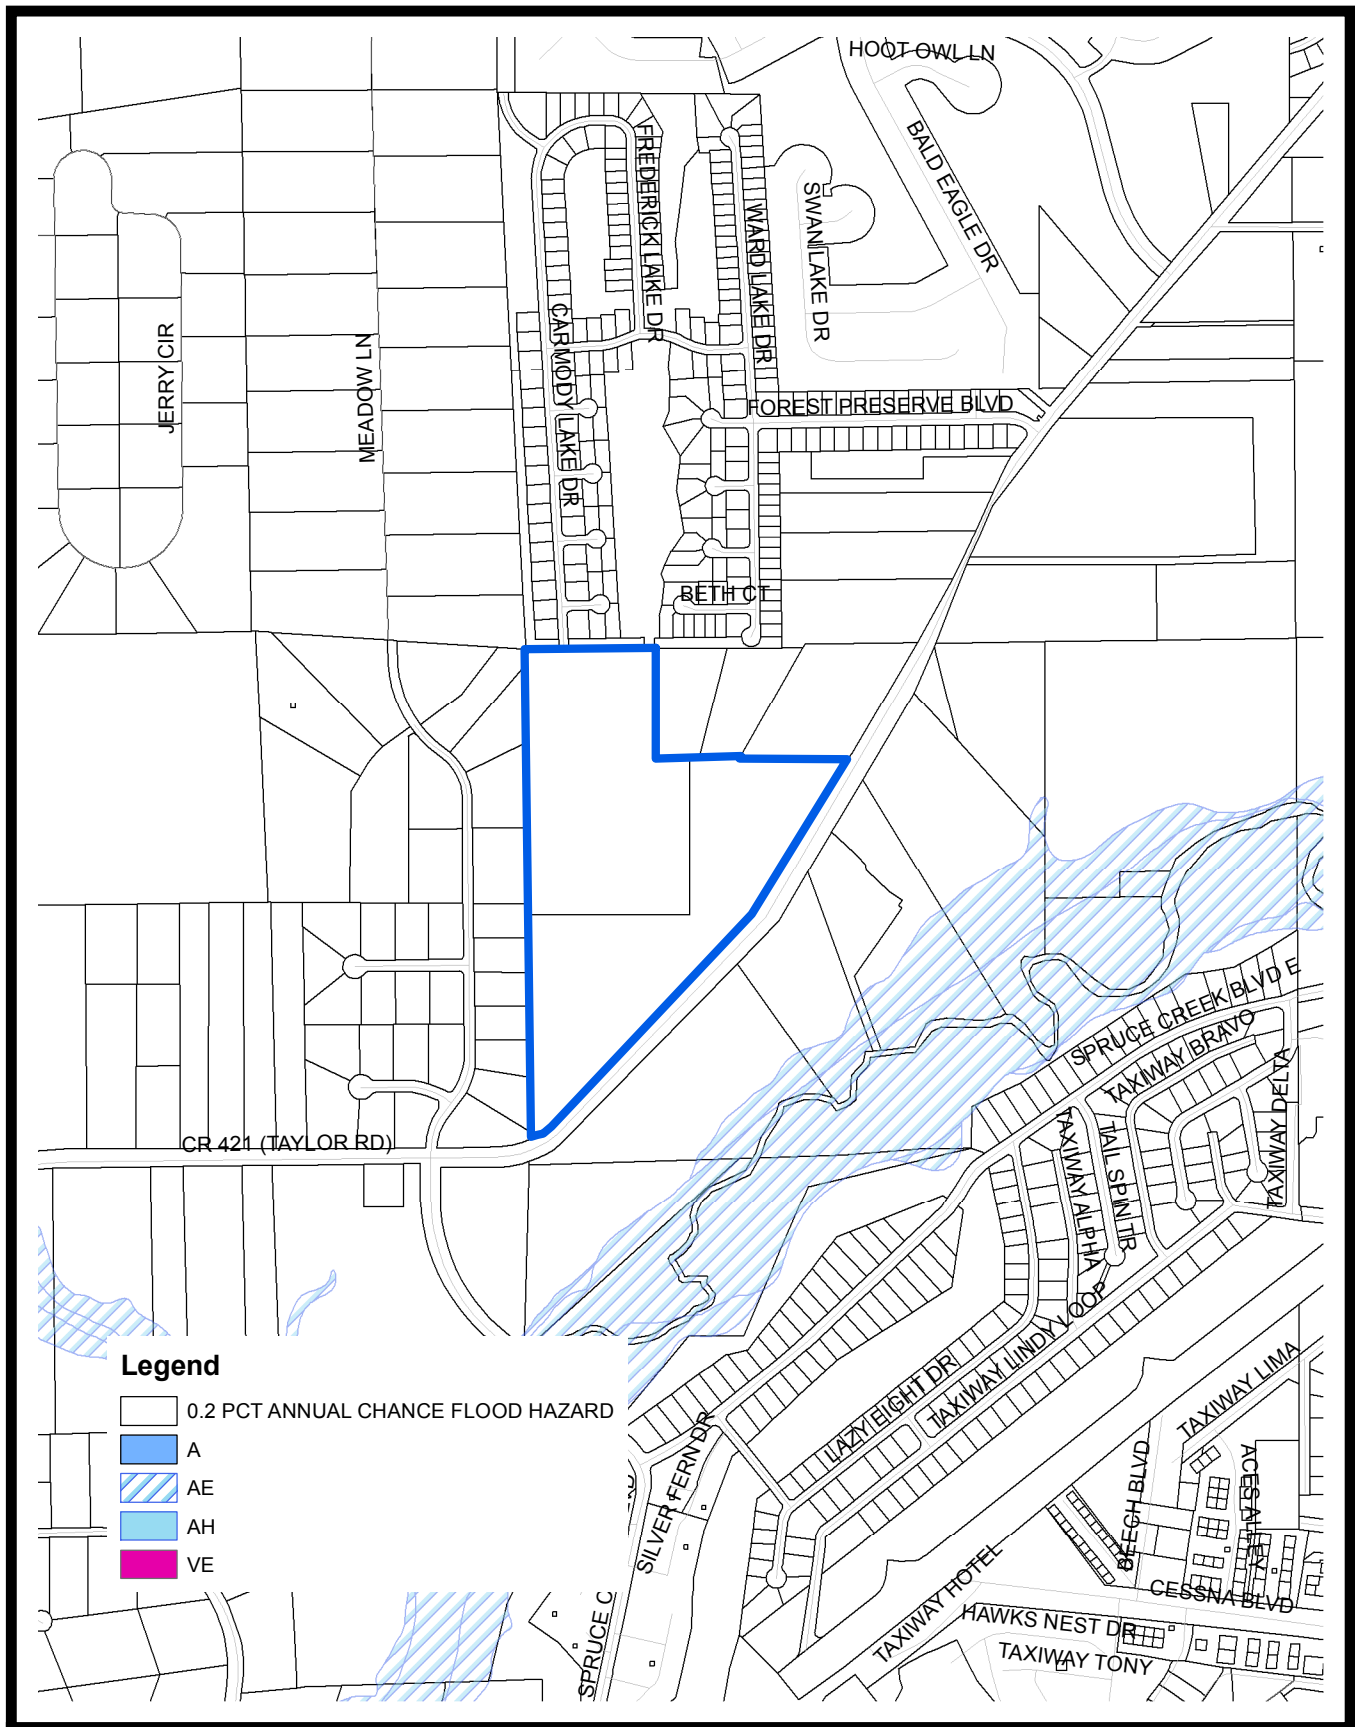 HOOT OWL LN
BALD EAGLE DR
FREDERICK LAKE DR
SWAN LAKE DR
WARD LAKE DR
CARMODY LAKE DR
JERRY CIR
MEADOW LN
FOREST PRESERVE BLVD
BETH CT
SPRUCE CREEK BLVD E
TAXIWAY BRAVO
TAXIWAY DELTA
TAXIWAY ALPHA
TAIL SPIN TR
CR 421 (TAYLOR RD)
TAXIWAY LINDY LOOP
LAZY EIGHT DR
TAXIWAY LIMA
Legend
0.2 PCT ANNUAL CHANCE FLOOD HAZARD
A
AE
AH
VE
SILVER FERN DR
BEECH BLVD
ACES ALLEY
TAXIWAY HOTEL
CESSNA BLVD
HAWKS NEST DR
TAXIWAY TONY
SPRUCE C